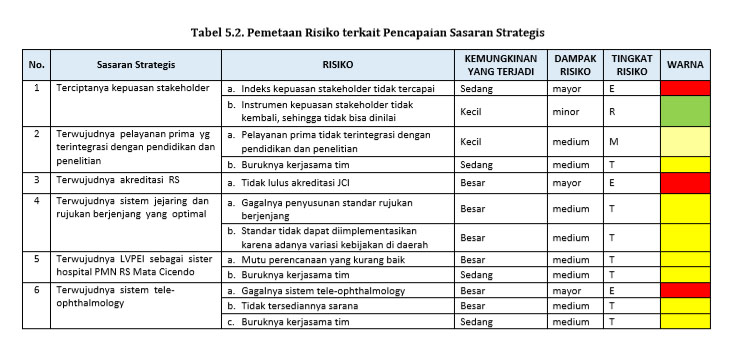 Tabel 5.2. Pemetaan Risiko terkait Pencapaian Sasaran Strategis
No. Sasaran Strategis RISIKO KEMUNGKINAN YANG TERJADI DAMPAK RISIKO TINGKAT RISIKO WARNA
1 Terciptanya kepuasan stakeholder a. Indeks kepuasan stakeholder tidak tercapai Sedang mayor E
b. Instrumen kepuasan stakeholder tidak
kembali, sehingga tidak bisa dinilai Kecil minor R
2 Terwujudnya pelayanan prima yg
terintegrasi dengan pendidikan dan
penelitian
a. Pelayanan prima tidak terintegrasi dengan
pendidikan dan penelitian Kecil medium M
b. Buruknya kerjasama tim Sedang medium T
3 Terwujudnya akreditasi RS a. Tidak lulus akreditasi JCI Besar mayor E
4 Terwujudnya sistem jejaring dan
rujukan berjenjang yang optimal
a. Gagalnya penyusunan standar rujukan
berjenjang Besar medium T
b. Standar tidak dapat diimplementasikan
karena adanya variasi kebijakan di daerah Besar medium T
5 Terwujudnya LVPEI sebagai sister
hospital PMN RS Mata Cicendo
a. Mutu perencanaan yang kurang baik Besar medium T
b. Buruknya kerjasama tim Sedang medium T
6 Terwujudnya sistem tele-
ophthalmology
a. Gagalnya sistem tele-ophthalmology Besar mayor E
b. Tidak tersediannya sarana Besar medium T
c. Buruknya kerjasama tim Sedang medium T